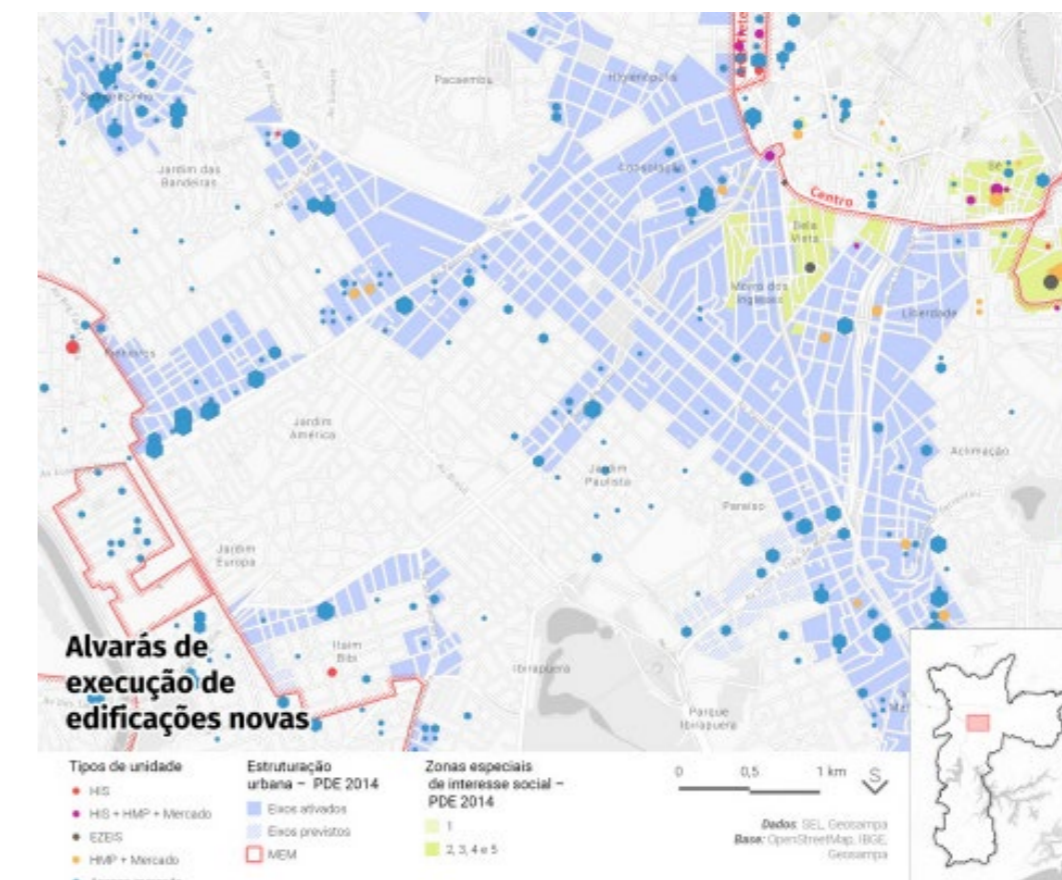 Pacaembu
Higienópolis
Jardim das
Bandeiras
Consolação
Sé
Centro
Bela
Vista
Morro dos
Ingleses
Liberdade
Pinheiros
Jardim
América
Aclimação
Jardim
Paulista
Paraíso
Jardim
Europa
Itaim
Bibi
Ibirapuera
Parque
Ibirapuera
Alvarás de
execução de
edificações novas
Tipos de unidade
HIS
HIS + HMP + Mercado
EZEIS
HMP + Mercado
Estruturação
urbana – PDE 2014
Eixos ativados
Eixos previstos
MEM
Zonas especiais
de interesse social –
PDE 2014
1
2, 3, 4 e 5
0 0,5 1 km
S
Dados: SEL, Geosampa
Base: OpenStreetMap, IBGE,
Geosampa